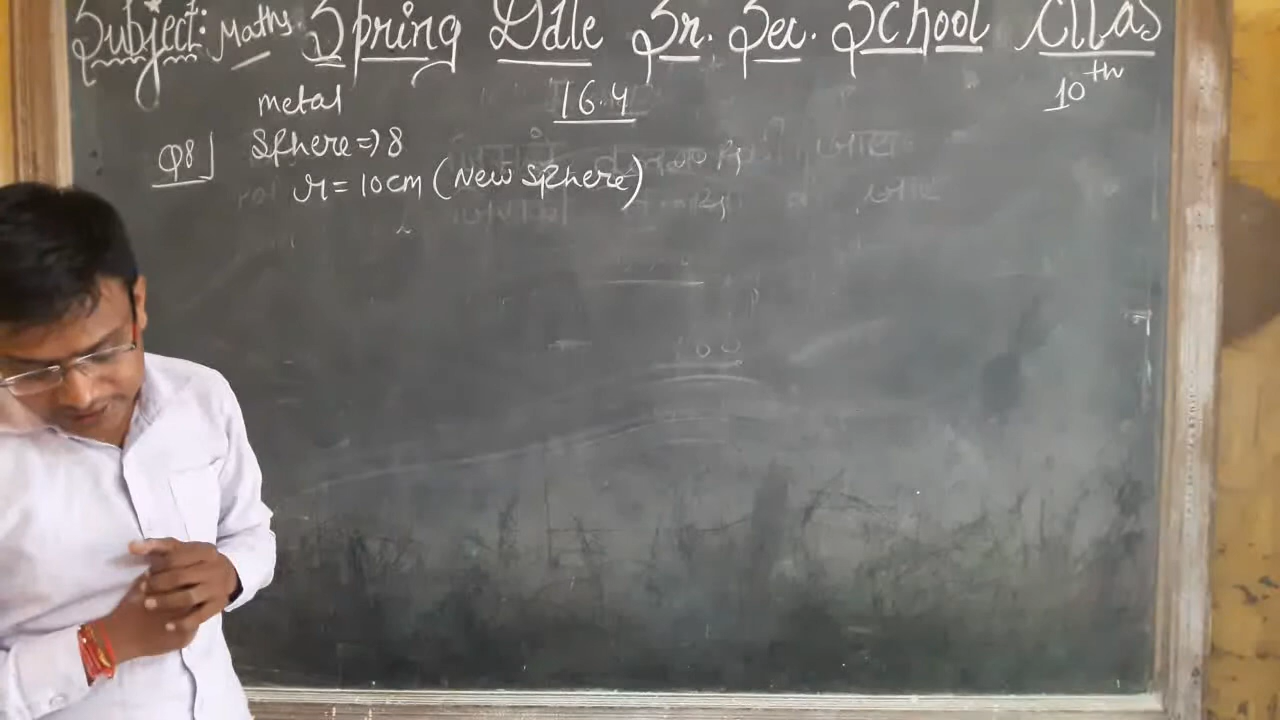 Subject: Maths. Spring Dale Sr. Sec. School Class
10th
16.4
metal
Q8] Sphere => 8
r = 10cm (New Sphere)